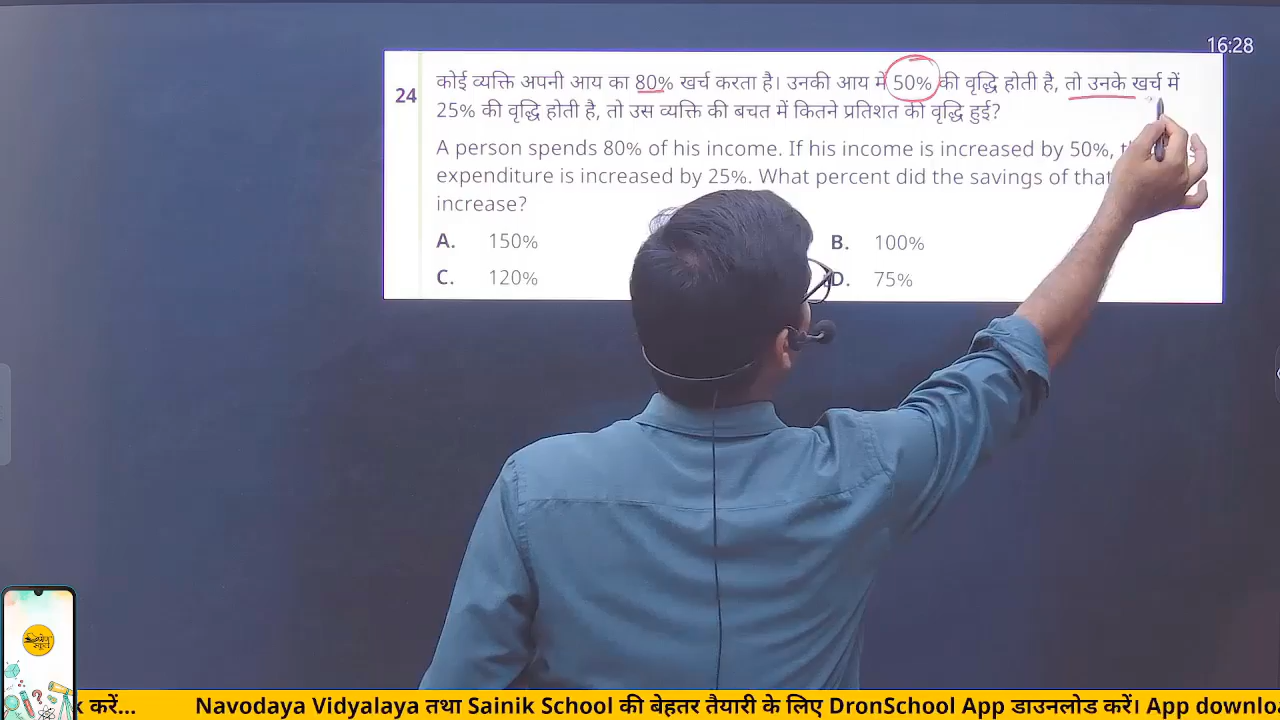 16:28
24
कोई व्यक्ति अपनी आय का 80% खर्च करता है। उनकी आय में 50% की वृद्धि होती है, तो उनके खर्च में
25% की वृद्धि होती है, तो उस व्यक्ति की बचत में कितने प्रतिशत की वृद्धि हुई?
A person spends 80% of his income. If his income is increased by 50%,
expenditure is increased by 25%. What percent did the savings of that
increase?
A. 150% B. 100%
C. 120% D. 75%
करें... Navodaya Vidyalaya तथा Sainik School की बेहतर तैयारी के लिए DronSchool App डाउनलोड करें। App